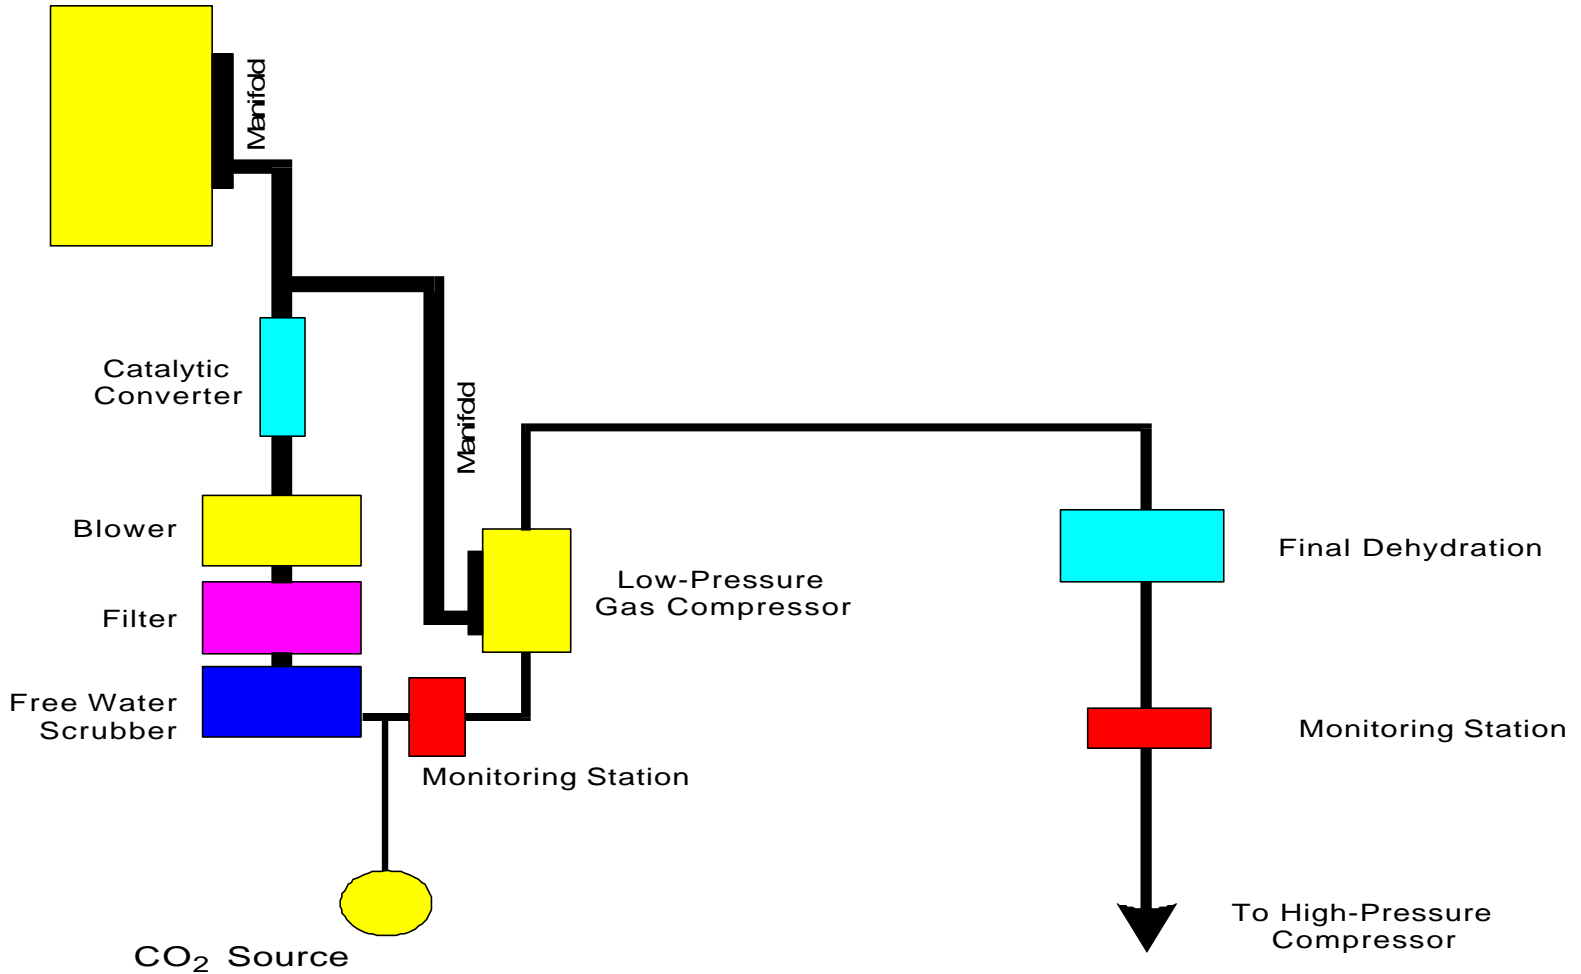 Manifold
Catalytic
Converter
Manifold
Blower
Final Dehydration
Low-Pressure
Gas Compressor
Filter
Free Water
Scrubber
Monitoring Station
Monitoring Station
To High-Pressure
Compressor
CO₂ Source